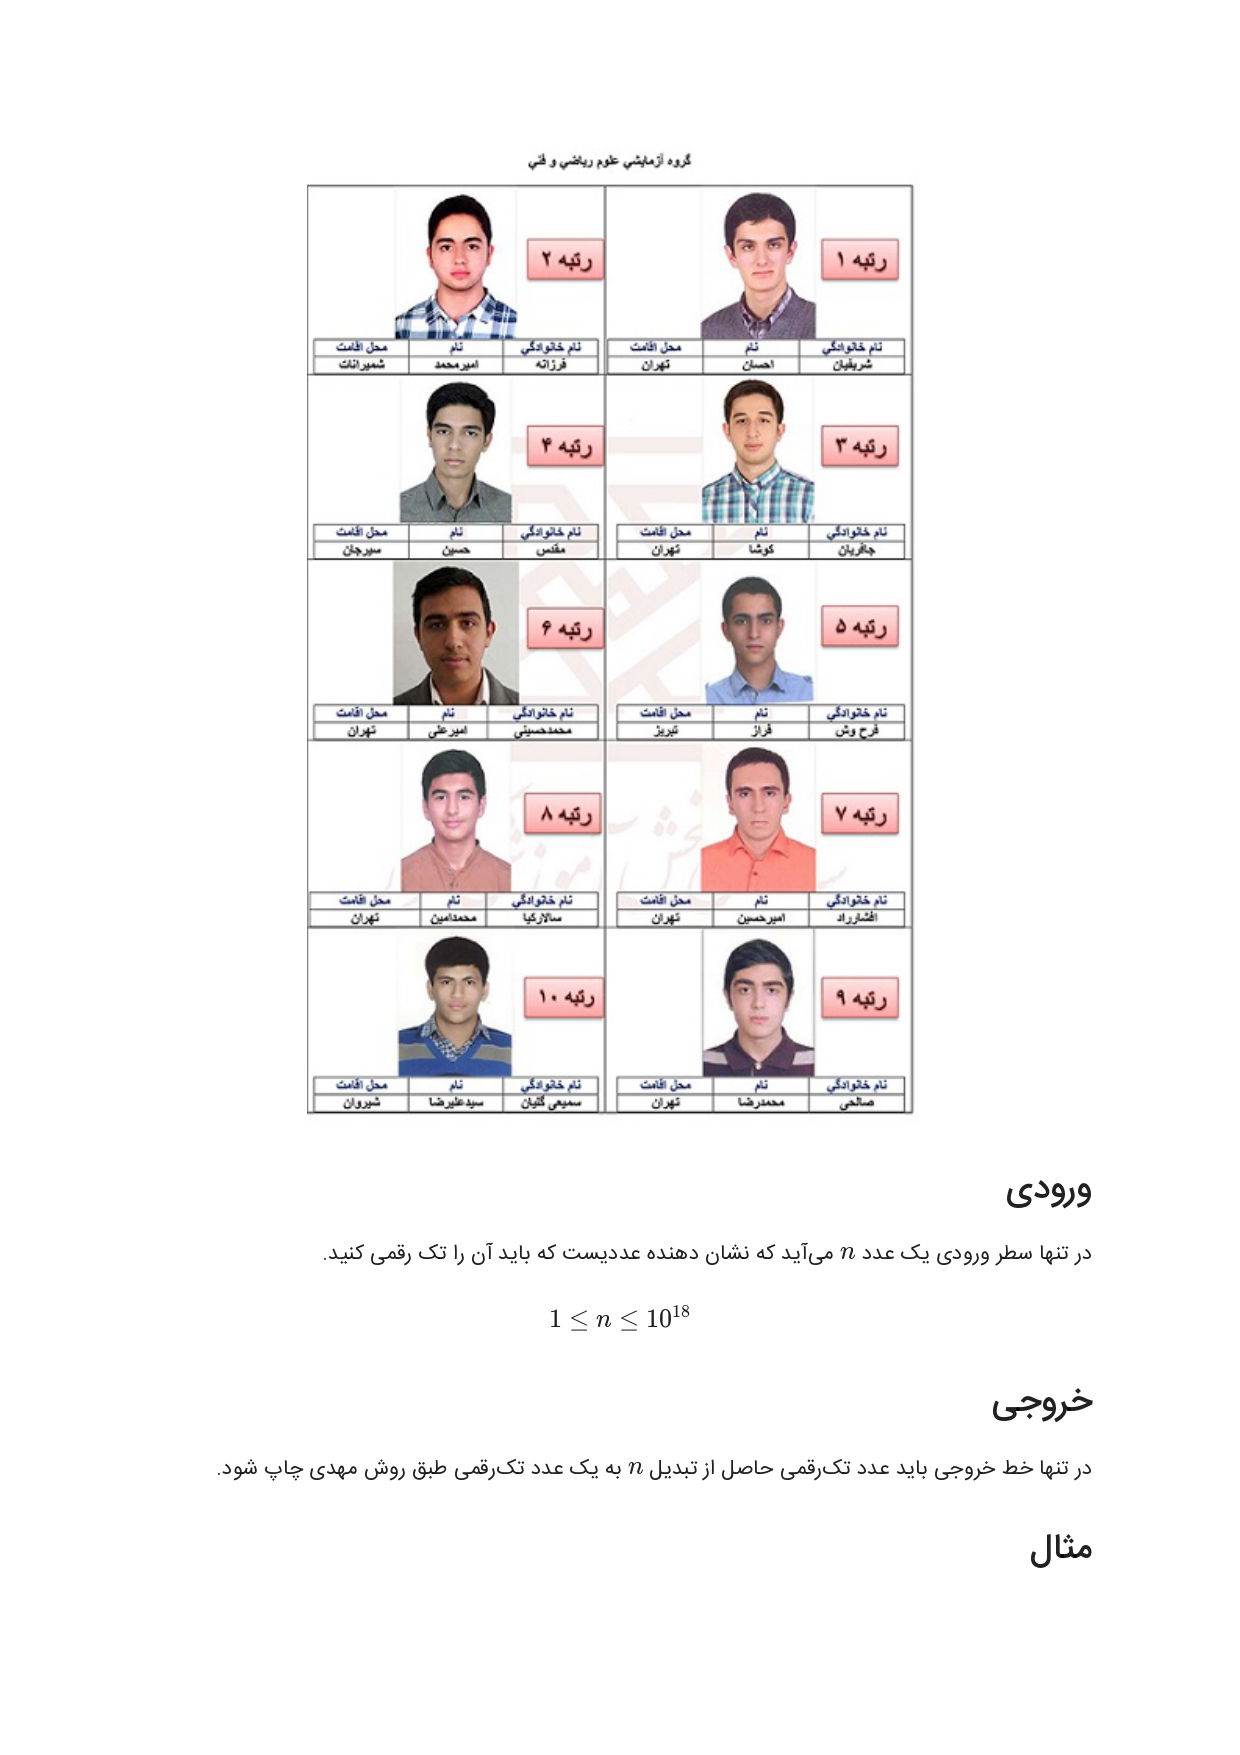 گروه آزمايشي علوم رياضي و فني
رتبه ۱
نام خانوادگي نام محل اقامت
شريفيان احسان تهران
رتبه ۲
نام خانوادگي نام محل اقامت
فرزانه اميرمحمد شميرانات
رتبه ۳
نام خانوادگي نام محل اقامت
جافريان كوشا تهران
رتبه ۴
نام خانوادگي نام محل اقامت
مقدس حسين سيرجان
رتبه ۵
نام خانوادگي نام محل اقامت
فرح وش فراز تبريز
رتبه ۶
نام خانوادگي نام محل اقامت
محمدحسيني اميرعلي تهران
رتبه ۷
نام خانوادگي نام محل اقامت
افشارراد اميرحسين تهران
رتبه ۸
نام خانوادگي نام محل اقامت
سالاركيا محمدامين تهران
رتبه ۹
نام خانوادگي نام محل اقامت
صالحي محمدرضا تهران
رتبه ۱۰
نام خانوادگي نام محل اقامت
سميعي گليان سيدعليرضا شيروان
ورودی
در تنها سطر ورودی یک عدد n می‌آید که نشان دهنده عددیست که باید آن را تک رقمی کنید.
1 ≤ n ≤ 10^18
خروجی
در تنها خط خروجی باید عدد تک‌رقمی حاصل از تبدیل n به یک عدد تک‌رقمی طبق روش مهدی چاپ شود.
مثال